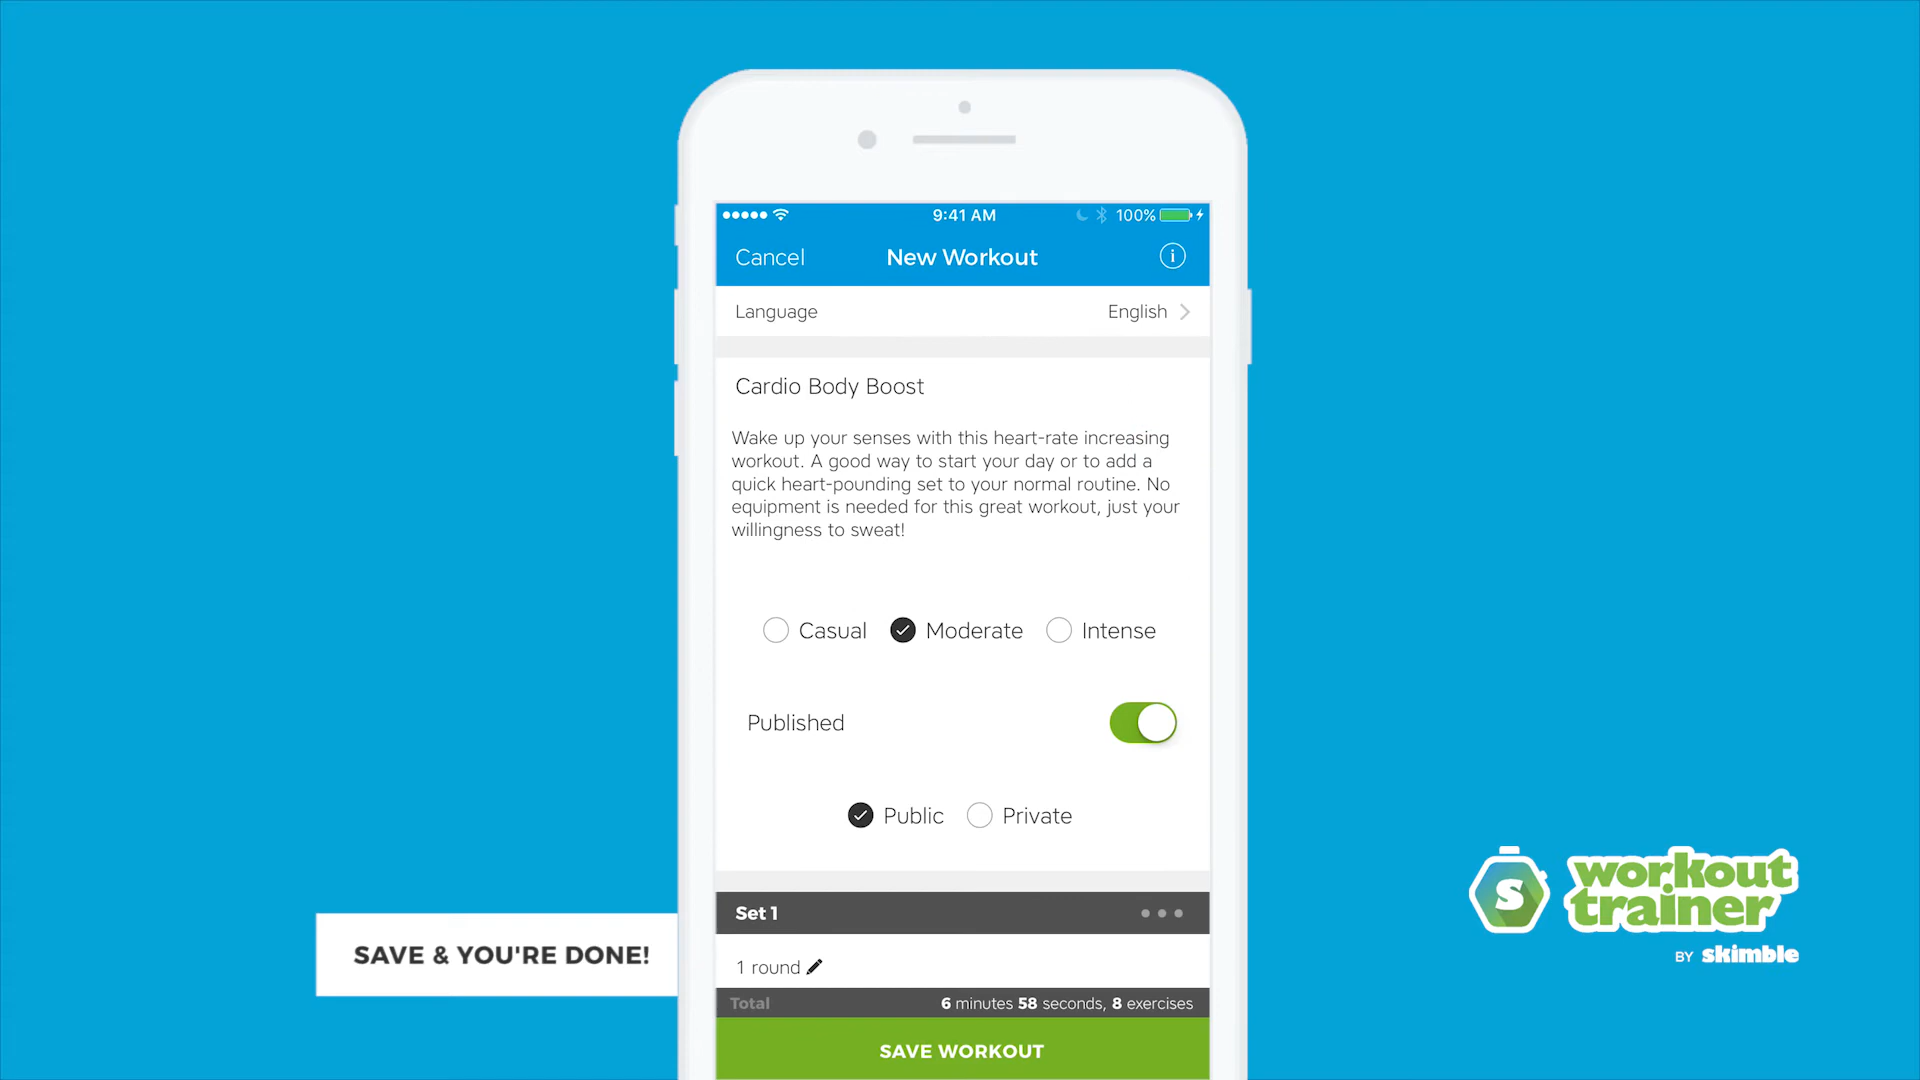 9:41 AM
100%
Cancel
New Workout
i
Language
English
Cardio Body Boost
Wake up your senses with this heart-rate increasing
workout. A good way to start your day or to add a
quick heart-pounding set to your normal routine. No
equipment is needed for this great workout, just your
willingness to sweat!
Casual
Moderate
Intense
Published
Public
Private
Set 1
1 round
Total
6 minutes 58 seconds, 8 exercises
SAVE WORKOUT
SAVE & YOU'RE DONE!
s
workout
trainer
BY skimble